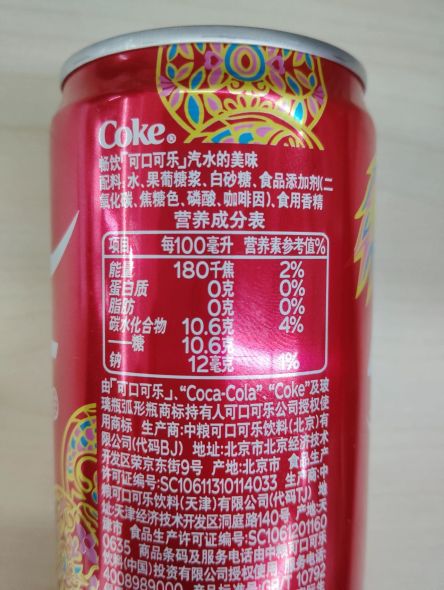 Coke®
畅饮「可口可乐」汽水的美味
配料:水、果葡糖浆、白砂糖、食品添加剂(二
氧化碳、焦糖色、磷酸、咖啡因)、食用香精
营养成分表
项目 每100毫升 营养素参考值%
能量 180千焦 2%
蛋白质 0克 0%
脂肪 0克 0%
碳水化合物 10.6克 4%
——糖 10.6克
钠 12毫克 1%
由「可口可乐」、“Coca-Cola”、“Coke”及玻
璃瓶弧形瓶商标持有人可口可乐公司授权使
用商标 生产商:中粮可口可乐饮料(北京)有
限公司(代码BJ) 地址:北京市北京经济技术
开发区荣京东街9号 产地:北京市 食品生产
许可证编号:SC10611310114033 生产商:中
粮可口可乐饮料(天津)有限公司(代码TJ) 地
址:天津经济技术开发区洞庭路140号 产地:天
津市 食品生产许可证编号:SC1061201160
0635 商品条码及服务电话由中粮可口可乐
饮料(中国)投资有限公司授权使用 服务电话:
4008989000 产品标准号:GB/T 10792